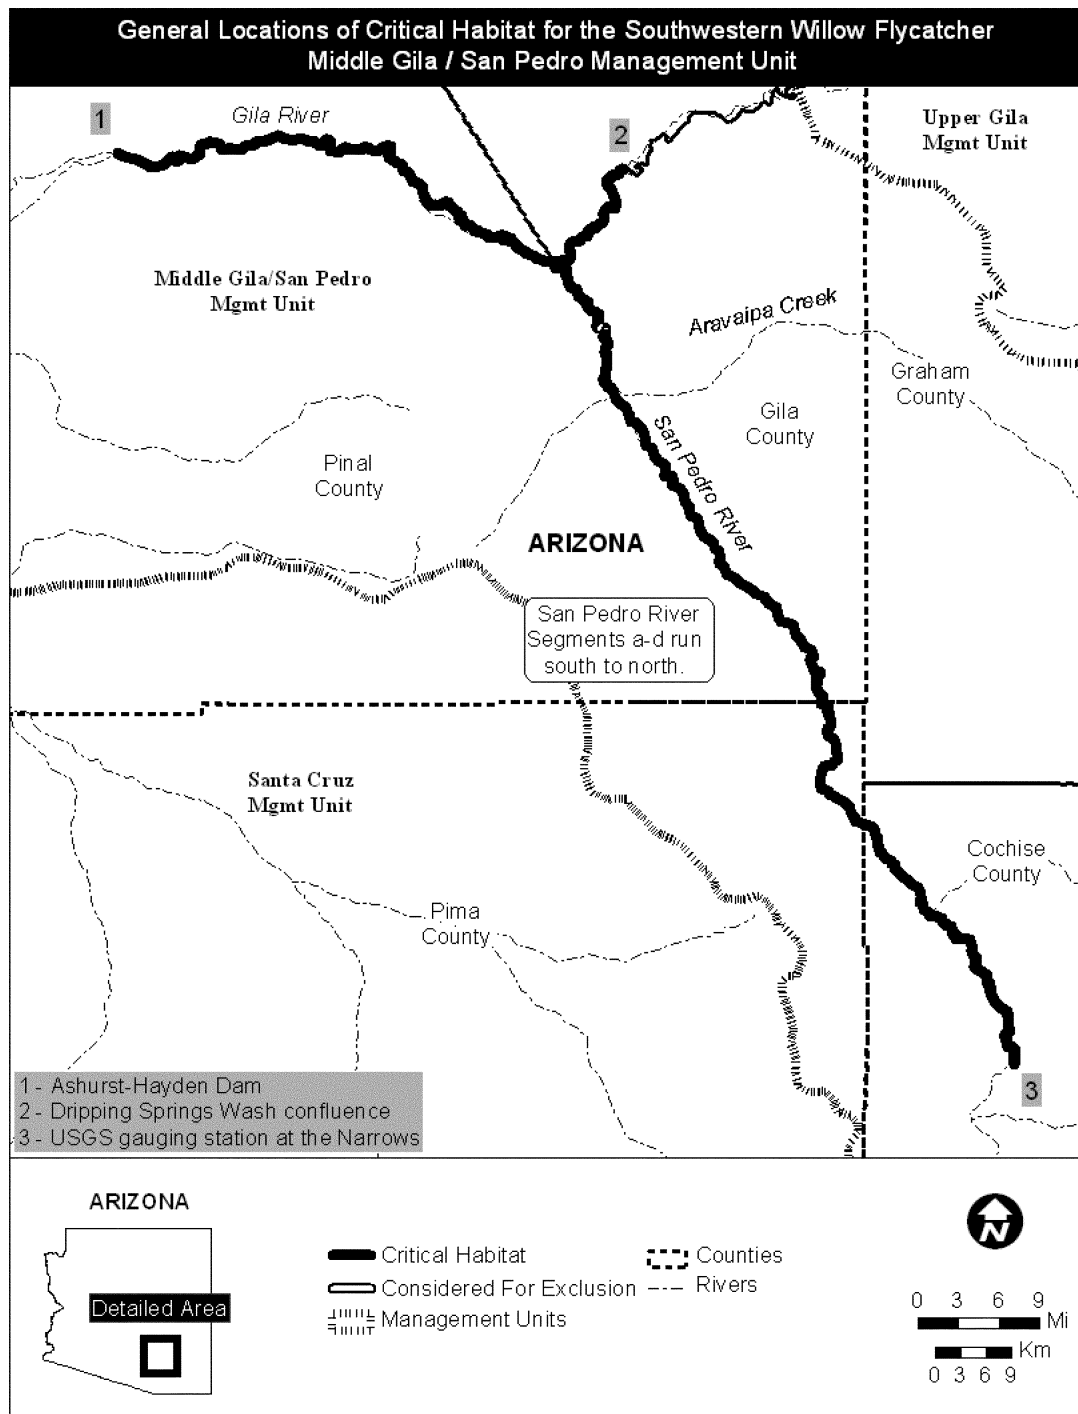 General Locations of Critical Habitat for the Southwestern Willow Flycatcher
Middle Gila / San Pedro Management Unit
1
Gila River
2
Upper Gila
Mgmt Unit
Middle Gila/San Pedro
Mgmt Unit
Aravaipa Creek
Graham
County
Gila
County
San Pedro River
Pinal
County
ARIZONA
San Pedro River
Segments a-d run
south to north.
Santa Cruz
Mgmt Unit
Cochise
County
Pima
County
3
1 - Ashurst-Hayden Dam
2 - Dripping Springs Wash confluence
3 - USGS gauging station at the Narrows
ARIZONA
Detailed Area
Critical Habitat
Considered For Exclusion
Management Units
Counties
Rivers
N
0 3 6 9
Mi
Km
0 3 6 9